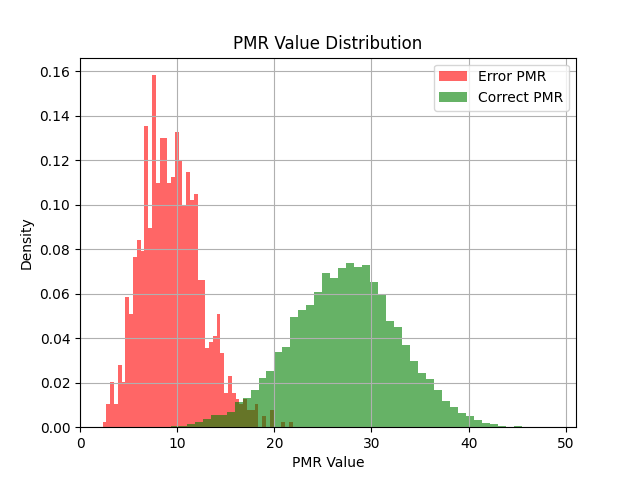 PMR Value Distribution
Error PMR
Correct PMR
Density
0.16
0.14
0.12
0.10
0.08
0.06
0.04
0.02
0.00
0 10 20 30 40 50
PMR Value